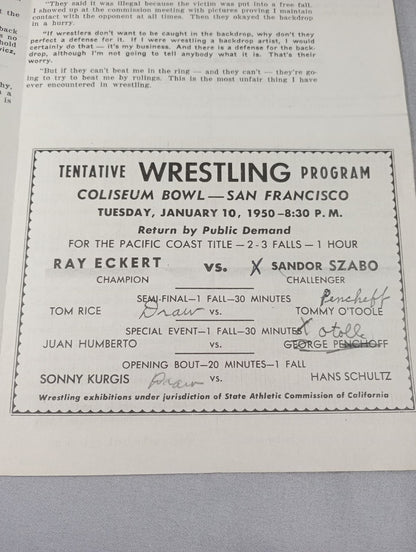 "They said it was illegal because the victim was put into a free fall.
I showed up at the commission meeting with pictures proving I maintain
contact with the opponent at all times. Then they okayed the backdrop
in a hurry.
"If wrestlers don't want to be caught in the backdrop, why don't they
perfect a defense for it. If I were wrestling a backdrop artist, I would
certainly do that — it's my business. And there is a defense for the back-
drop, although I'm not going to tell anybody what it is. That's their
worry.
"But if they can't beat me in the ring — and they can't — they're go-
ing to try to beat me by rulings. This is the most unfair thing I have
ever encountered in wrestling.
TENTATIVE WRESTLING PROGRAM
COLISEUM BOWL — SAN FRANCISCO
TUESDAY, JANUARY 10, 1950 - 8:30 P. M.
Return by Public Demand
FOR THE PACIFIC COAST TITLE — 2-3 FALLS — 1 HOUR
RAY ECKERT vs. X SANDOR SZABO
CHAMPION CHALLENGER
SEMI-FINAL—1 FALL—30 MINUTES Penchoff
TOM RICE Draw vs. TOMMY O'TOOLE
SPECIAL EVENT—1 FALL—30 MINUTES X otoll
JUAN HUMBERTO vs. GEORGE PENCHOFF
OPENING BOUT—20 MINUTES—1 FALL
SONNY KURGIS Draw vs. HANS SCHULTZ
Wrestling exhibitions under jurisdiction of State Athletic Commission of California